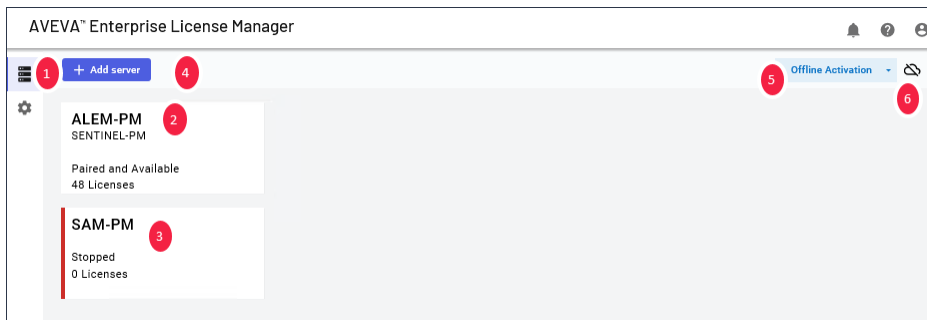 AVEVA™ Enterprise License Manager
1
+ Add server
4
5
Offline Activation
6
ALEM-PM
2
SENTINEL-PM
Paired and Available
48 Licenses
SAM-PM
3
Stopped
0 Licenses